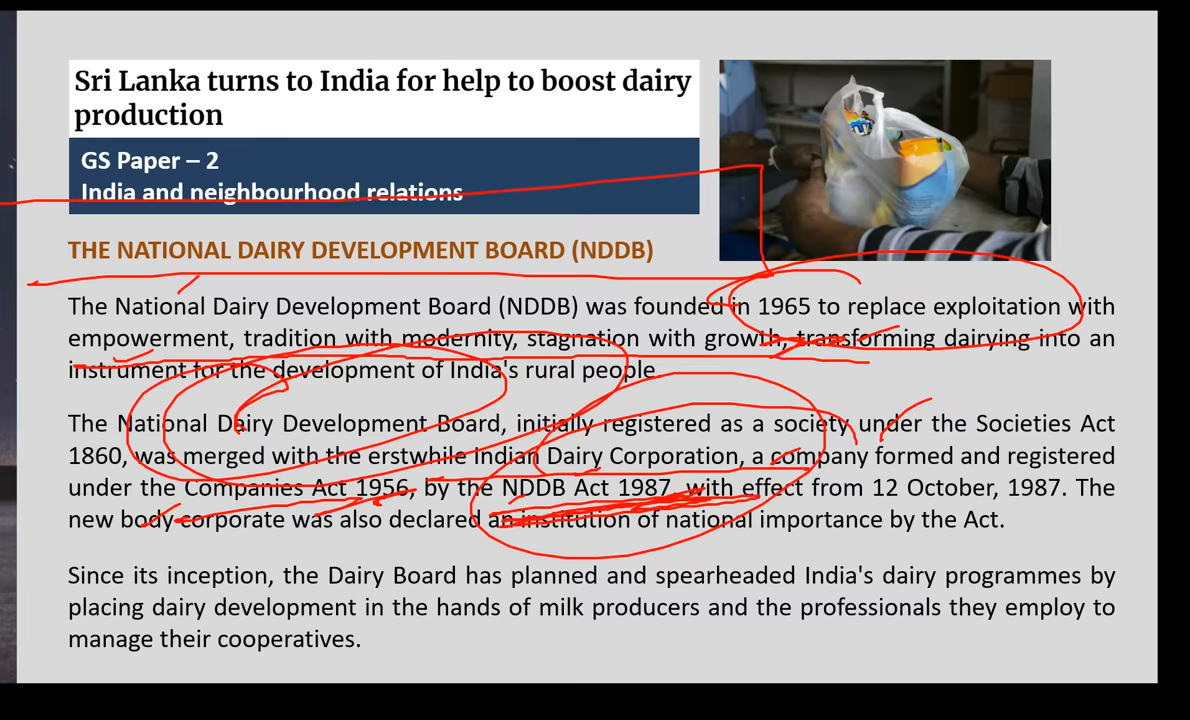 Sri Lanka turns to India for help to boost dairy
production
GS Paper – 2
India and neighbourhood relations
THE NATIONAL DAIRY DEVELOPMENT BOARD (NDDB)
The National Dairy Development Board (NDDB) was founded in 1965 to replace exploitation with
empowerment, tradition with modernity, stagnation with growth, transforming dairying into an
instrument for the development of India's rural people.
The National Dairy Development Board, initially registered as a society under the Societies Act
1860, was merged with the erstwhile Indian Dairy Corporation, a company formed and registered
under the Companies Act 1956, by the NDDB Act 1987, with effect from 12 October, 1987. The
new body corporate was also declared an institution of national importance by the Act.
Since its inception, the Dairy Board has planned and spearheaded India's dairy programmes by
placing dairy development in the hands of milk producers and the professionals they employ to
manage their cooperatives.